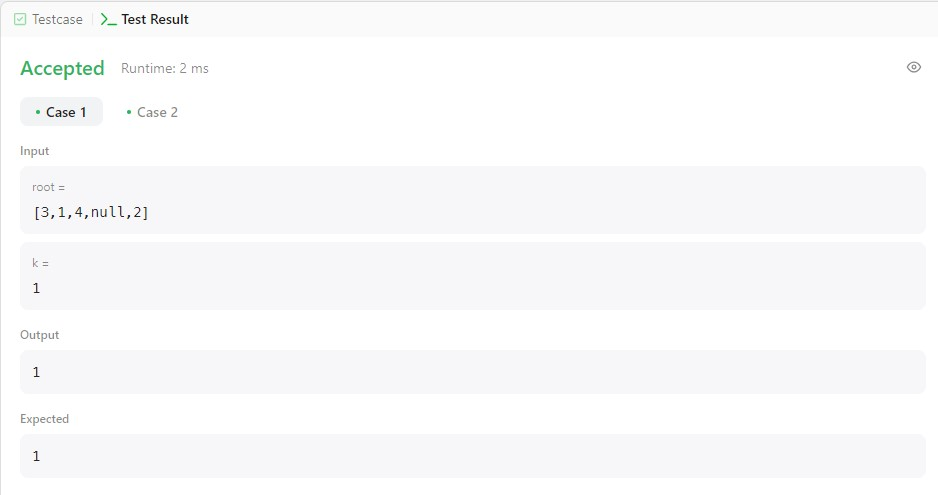 Testcase Test Result
Accepted Runtime: 2 ms
• Case 1 • Case 2
Input
root =
[3,1,4,null,2]
k =
1
Output
1
Expected
1